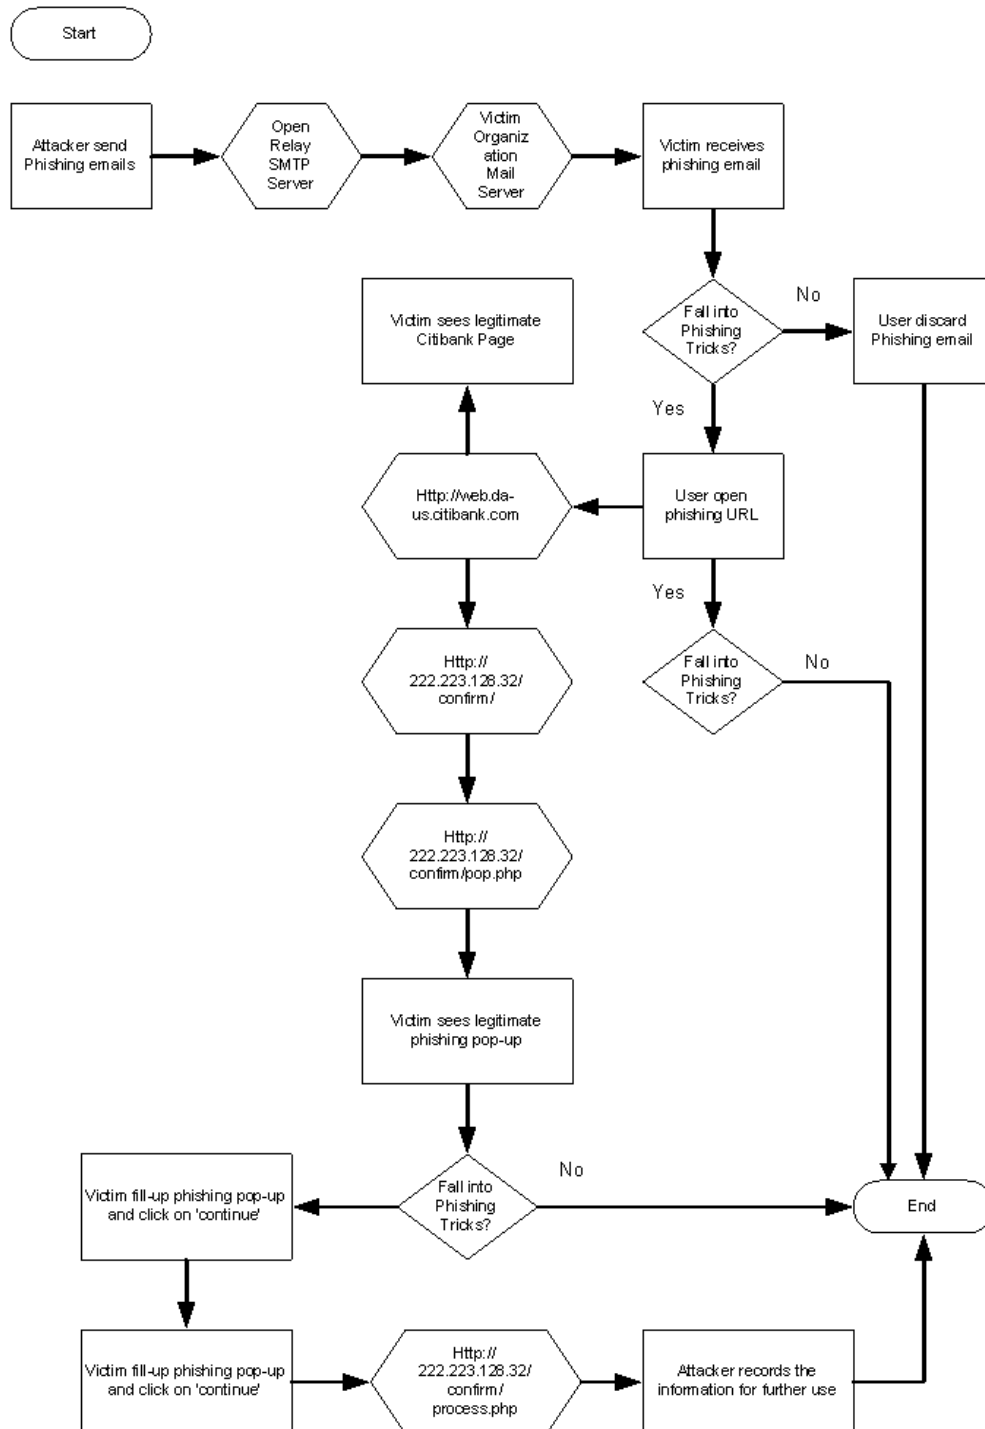 Start
Attacker send
Phishing emails
Open
Relay
SMTP
Server
Victim
Organiz
ation
Mail
Server
Victim receives
phishing email
Victim sees legitimate
Citibank Page
Fall into
Phishing
Tricks?
No
User discard
Phishing email
Yes
Http://web.da-
us.citibank.com
User open
phishing URL
Yes
Http://
222.223.128.32/
confirm/
Fall into
Phishing
Tricks?
No
Http://
222.223.128.32/
confirm/pop.php
Victim sees legitimate
phishing pop-up
Victim fill-up phishing pop-up
and click on 'continue'
Fall into
Phishing
Tricks?
No
End
Victim fill-up phishing pop-up
and click on 'continue'
Http://
222.223.128.32/
confirm/
process.php
Attacker records the
information for further use